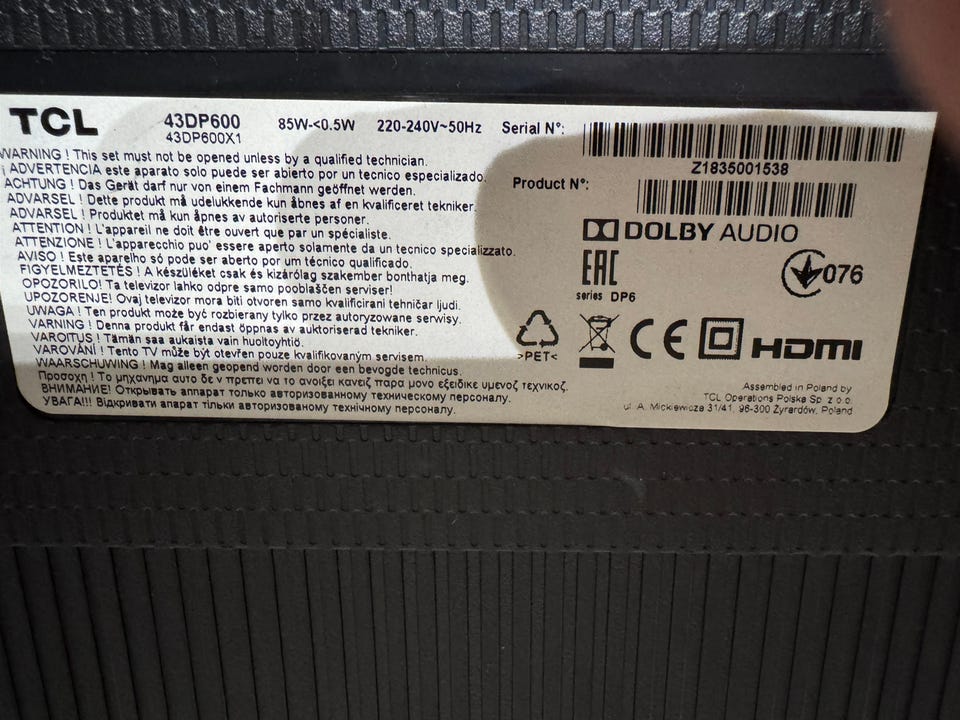 TCL
43DP600
43DP600X1
85W-<0.5W 220-240V~50Hz Serial N°:
Z1835001538
Product N°:
WARNING ! This set must not be opened unless by a qualified technician.
¡ ADVERTENCIA este aparato solo puede ser abierto por un tecnico especializado.
ACHTUNG ! Das Gerät darf nur von einem Fachmann geöffnet werden.
ADVARSEL ! Dette produkt må udelukkende kun åbnes af en kvalificeret tekniker.
ADVARSEL ! Produktet må kun åpnes av autoriserte personer.
ATTENTION ! L'appareil ne doit être ouvert que par un spécialiste.
ATTENZIONE ! L'apparecchio puo' essere aperto solamente da un tecnico specializzato.
AVISO ! Este aparelho só pode ser aberto por um técnico qualificado.
FIGYELMEZTETÉS ! A készüléket csak és kizárólag szakember bonthatja meg.
OPOZORILO! Ta televizor lahko odpre samo pooblaščen serviser!
UPOZORENJE! Ovaj televizor mora biti otvoren samo kvalificirani tehničar ljudi.
UWAGA ! Ten produkt może być rozbierany tylko przez autoryzowane serwisy.
VARNING ! Denna produkt får endast öppnas av auktoriserad tekniker.
VAROITUS ! Tämän saa aukaista vain huoltoyhtiö.
VAROVÁNÍ ! Tento TV může být otevřen pouze kvalifikovaným servisem.
WAARSCHUWING ! Mag alleen geopend worden door een bevogde technicus.
Προσοχη ! Το μηχανημα αυτο δε ν πρεπει να το ανοιξει κανειζ παρα μονο εξειδικε υμενοζ τεχνικοζ.
ВНИМАНИЕ! Открывать аппарат только авторизованному техническому персоналу.
УВАГА!!! Відкривати апарат тільки авторизованому технічному персоналу.
DOLBY AUDIO
EAC
series DP6
076
>PET<
CE
HDMI
Assembled in Poland by
TCL Operations Polska Sp. z o.o.
ul. A. Mickiewicza 31/41, 96-300 Żyrardów, Poland